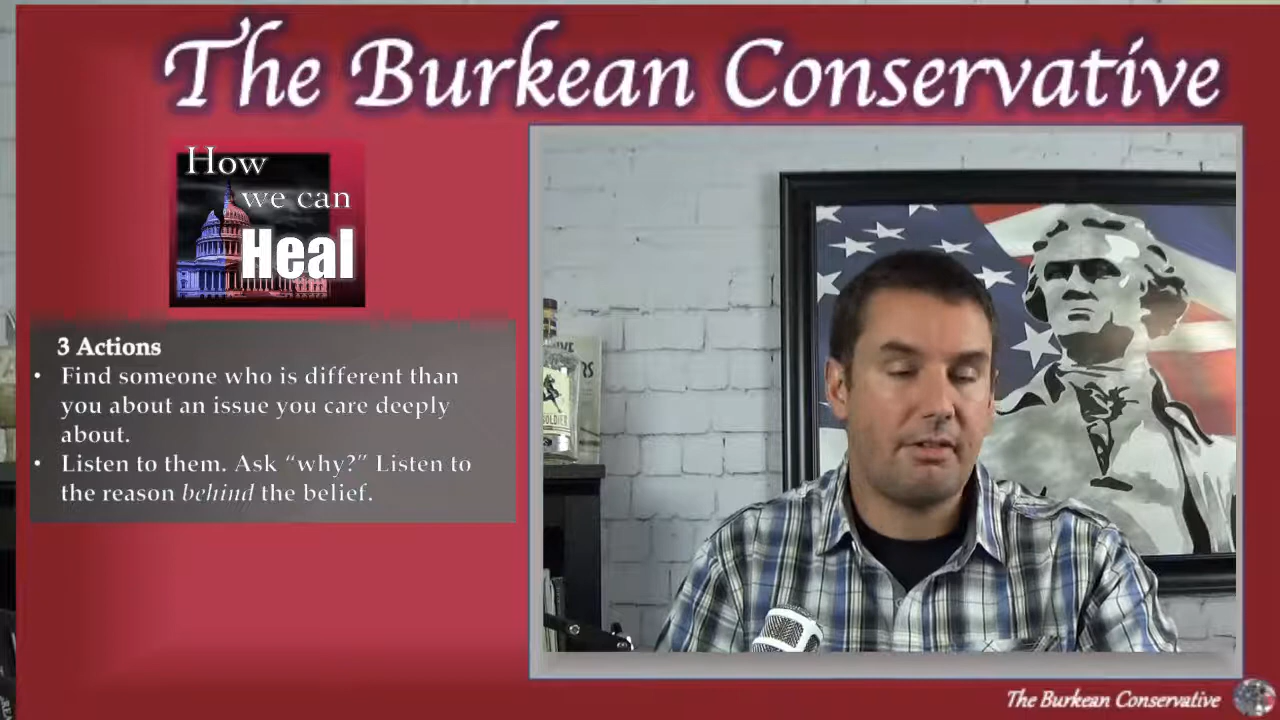 The Burkean Conservative
How
we can
Heal
3 Actions
• Find someone who is different than
you about an issue you care deeply
about.
• Listen to them. Ask “why?” Listen to
the reason behind the belief.
The Burkean Conservative